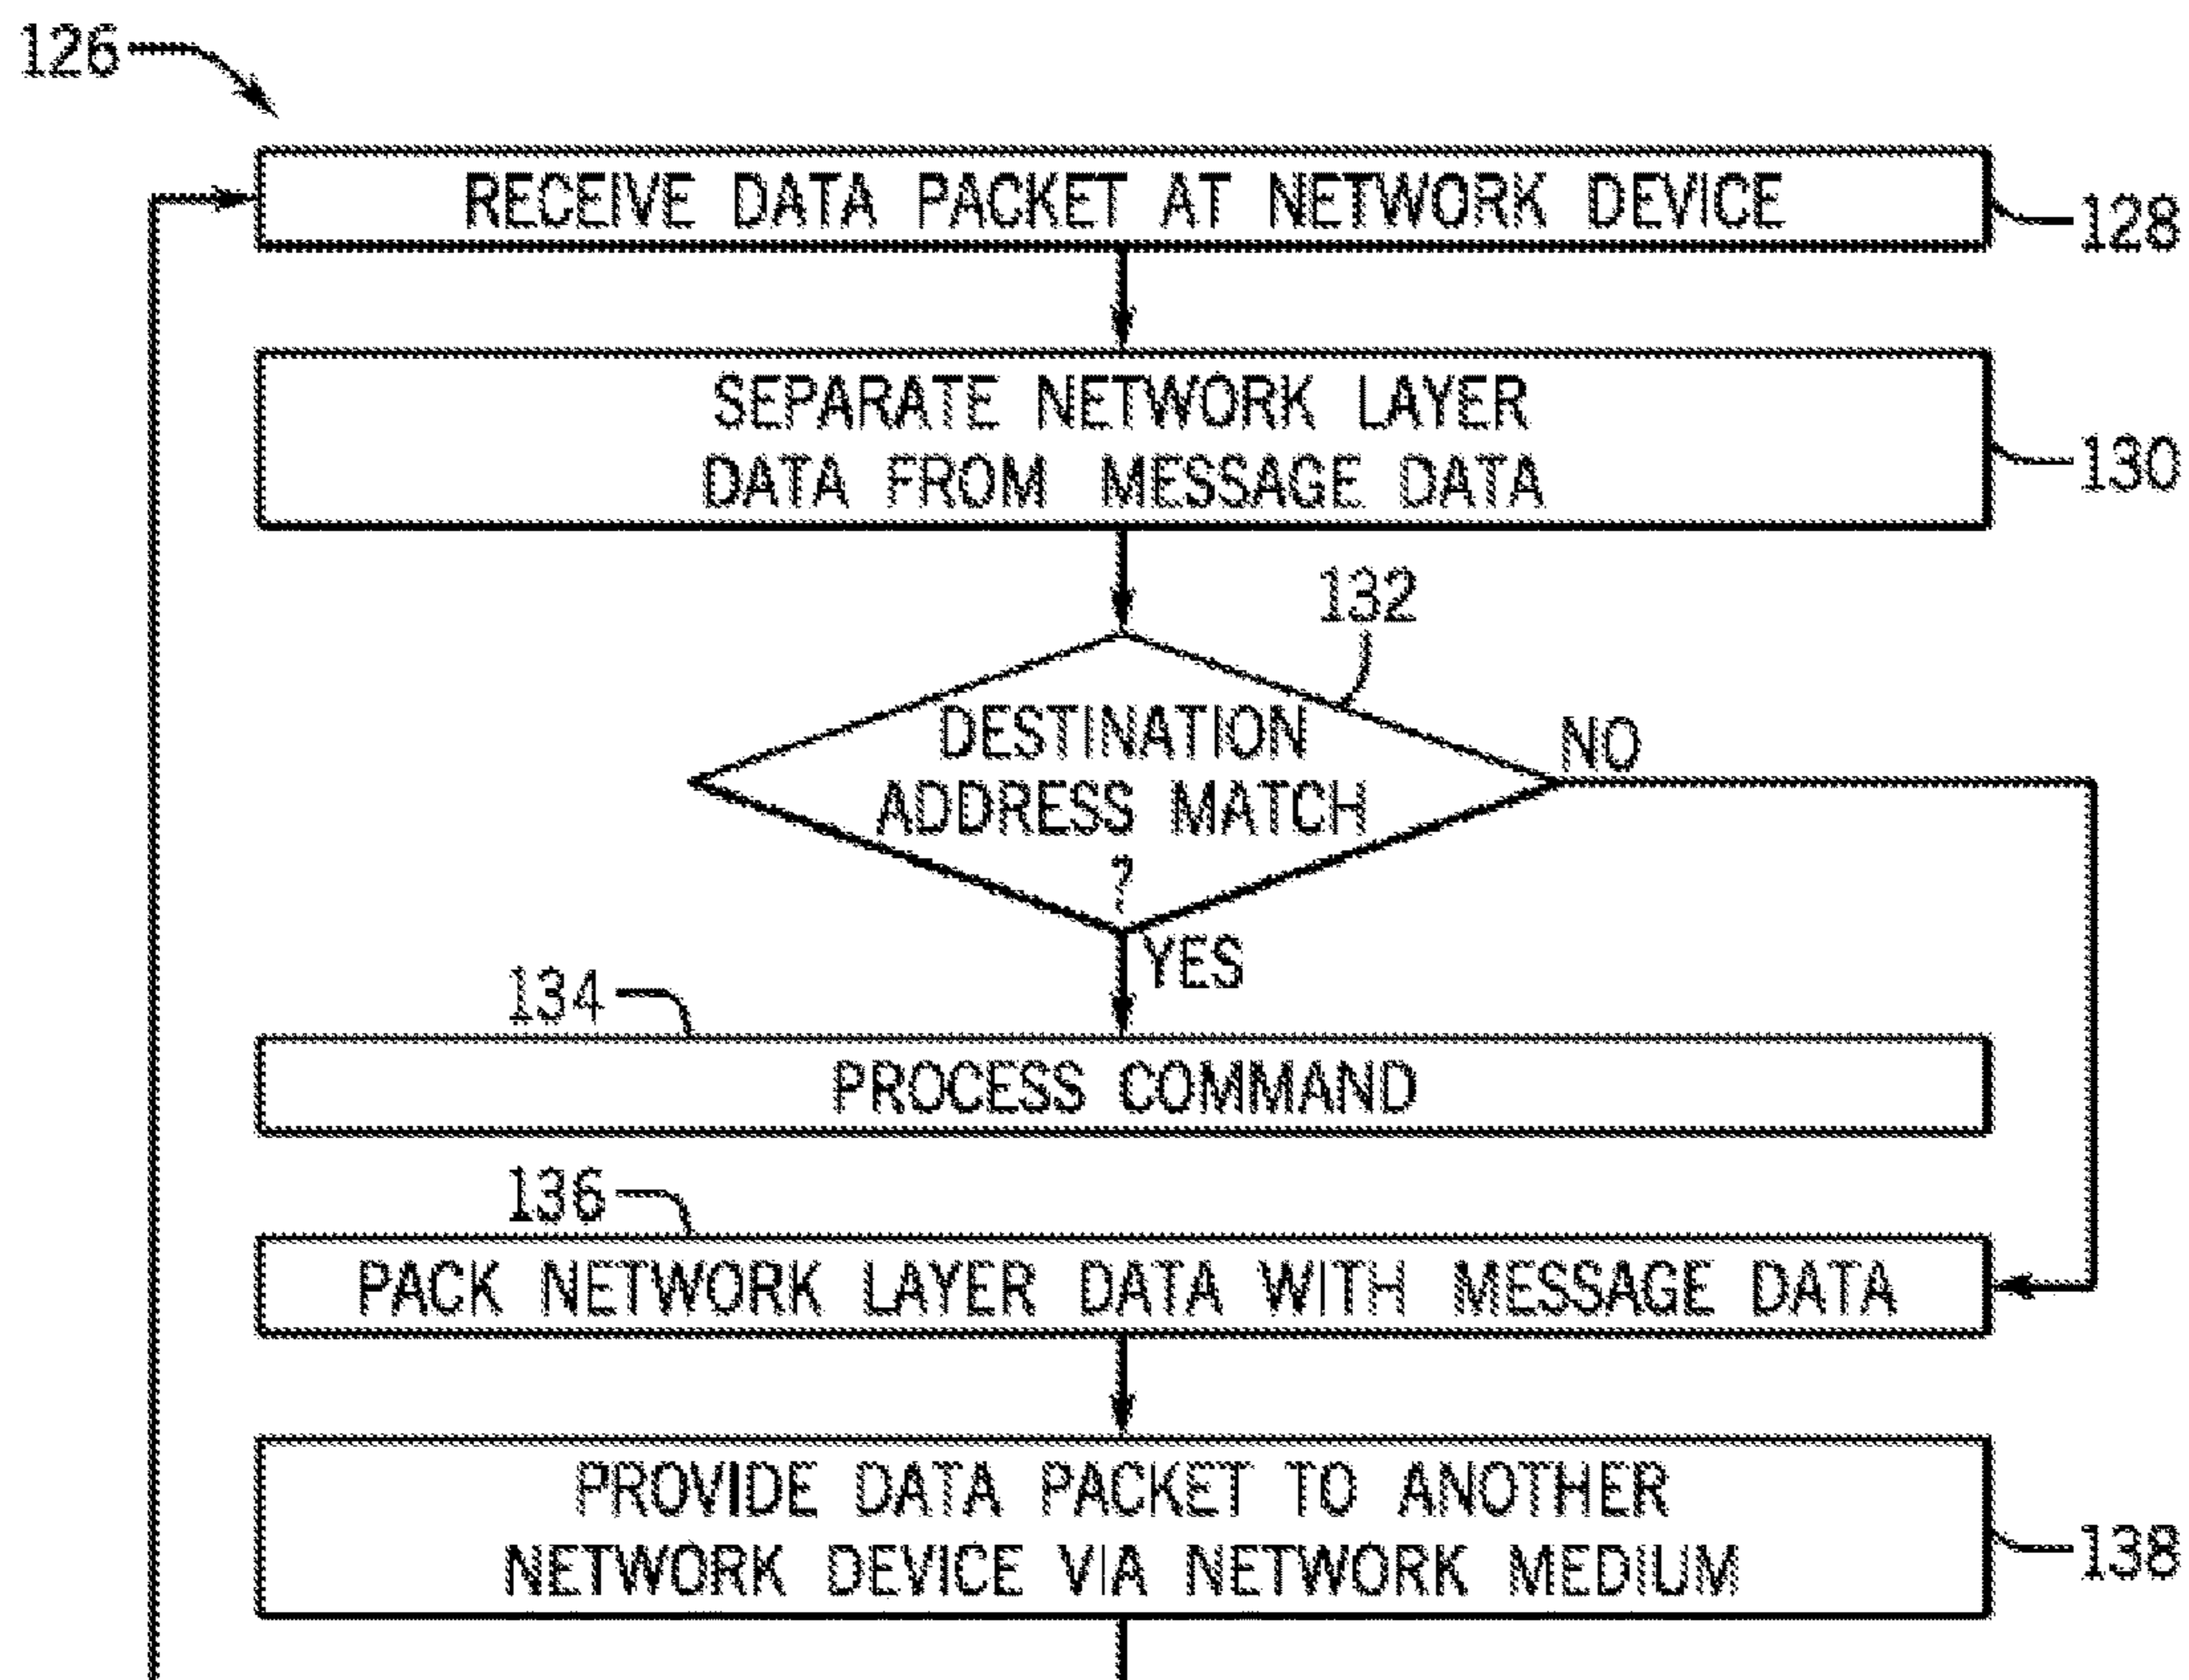 126
RECEIVE DATA PACKET AT NETWORK DEVICE
128
SEPARATE NETWORK LAYER
DATA FROM MESSAGE DATA
130
132
DESTINATION
ADDRESS MATCH
?
NO
YES
134
PROCESS COMMAND
136
PACK NETWORK LAYER DATA WITH MESSAGE DATA
PROVIDE DATA PACKET TO ANOTHER
NETWORK DEVICE VIA NETWORK MEDIUM
138